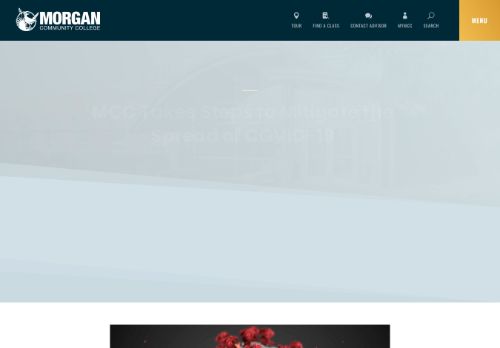 MORGAN
COMMUNITY COLLEGE
TOUR
FIND A CLASS
CONTACT ADVISOR
MYMCC
SEARCH
MENU
MCC Takes Steps to Mitigate the
Spread of COVID-19